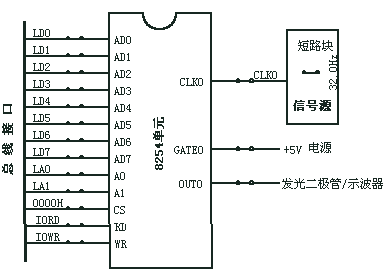 总线接口
LD0 AD0
LD1 AD1
LD2 AD2
LD3 AD3
LD4 AD4
LD5 AD5
LD6 AD6
LD7 AD7
LA0 A0
LA1 A1
0000H CS
IORD RD
IOWR WR
8254单元
CLK0 CLK0
短路块
32.0Hz
信号源
GATE0 +5V 电源
OUT0 发光二极管/示波器